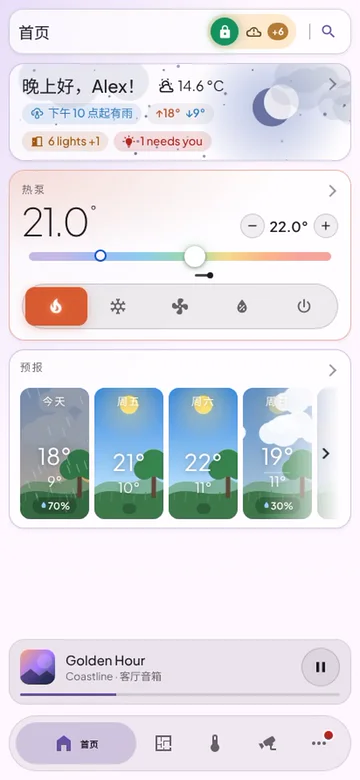 首页
+6
晚上好，Alex！ 14.6 °C
下午 10 点起有雨 ↑18° ↓9°
6 lights +1 1 needs you
热泵
21.0°
− 22.0° +
预报
今天 周五 周六 周日
18° 21° 22° 19°
9° 10° 11° 11°
70% 30%
Golden Hour
Coastline · 客厅音箱
首页